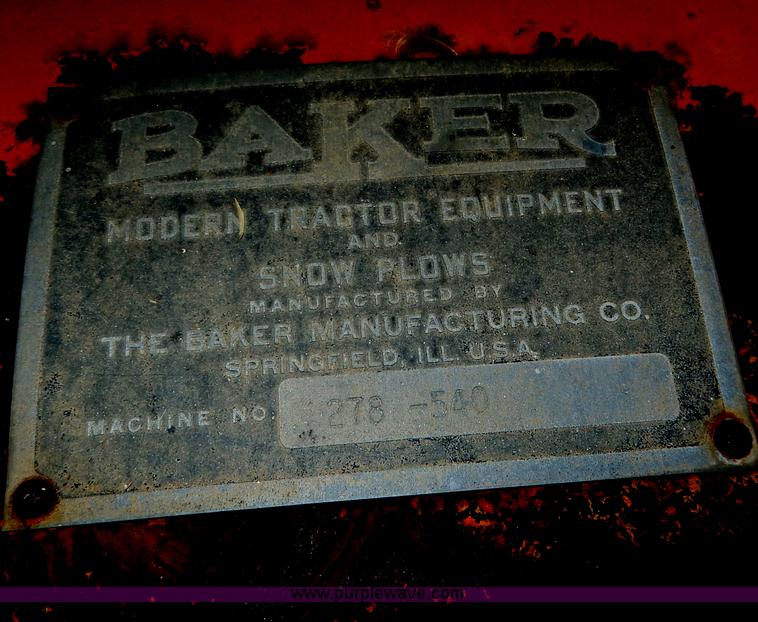 BAKER
MODERN TRACTOR EQUIPMENT
AND
SNOW PLOWS
MANUFACTURED BY
THE BAKER MANUFACTURING CO.
SPRINGFIELD, ILL. U.S.A.
MACHINE NO. 278 -540
www.purplewave.com